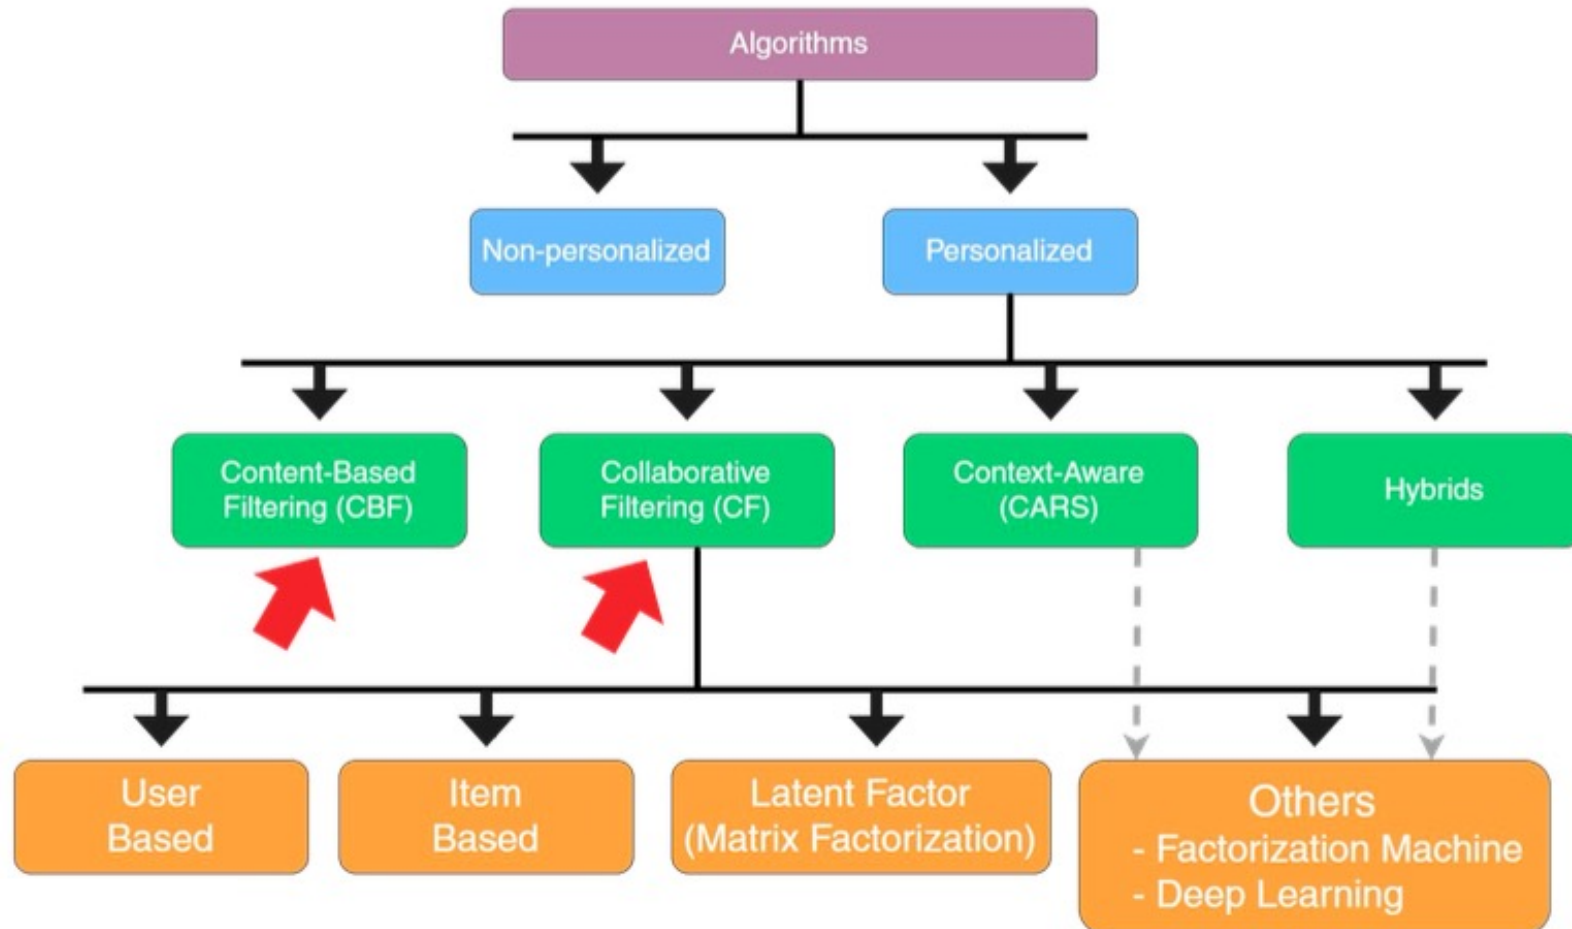 Algorithms
Non-personalized
Personalized
Content-Based
Filtering (CBF)
Collaborative
Filtering (CF)
Context-Aware
(CARS)
Hybrids
User
Based
Item
Based
Latent Factor
(Matrix Factorization)
Others
- Factorization Machine
- Deep Learning